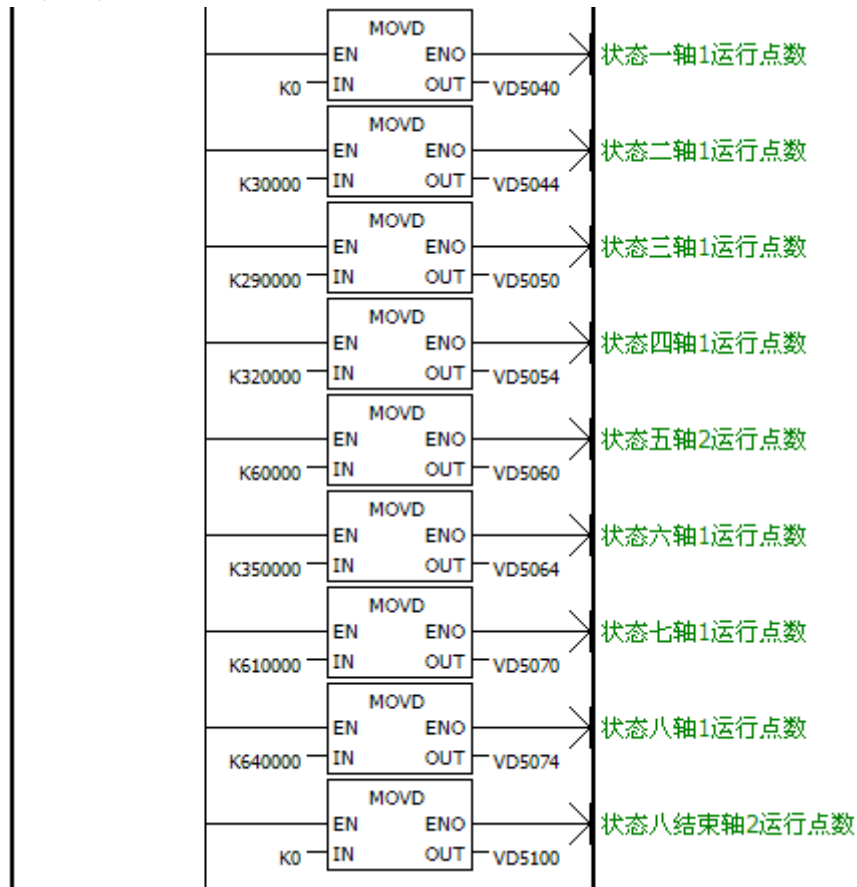 MOVD
EN ENO 状态一轴1运行点数
K0 IN OUT VD5040
MOVD
EN ENO 状态二轴1运行点数
K30000 IN OUT VD5044
MOVD
EN ENO 状态三轴1运行点数
K290000 IN OUT VD5050
MOVD
EN ENO 状态四轴1运行点数
K320000 IN OUT VD5054
MOVD
EN ENO 状态五轴2运行点数
K60000 IN OUT VD5060
MOVD
EN ENO 状态六轴1运行点数
K350000 IN OUT VD5064
MOVD
EN ENO 状态七轴1运行点数
K610000 IN OUT VD5070
MOVD
EN ENO 状态八轴1运行点数
K640000 IN OUT VD5074
MOVD
EN ENO 状态八结束轴2运行点数
K0 IN OUT VD5100